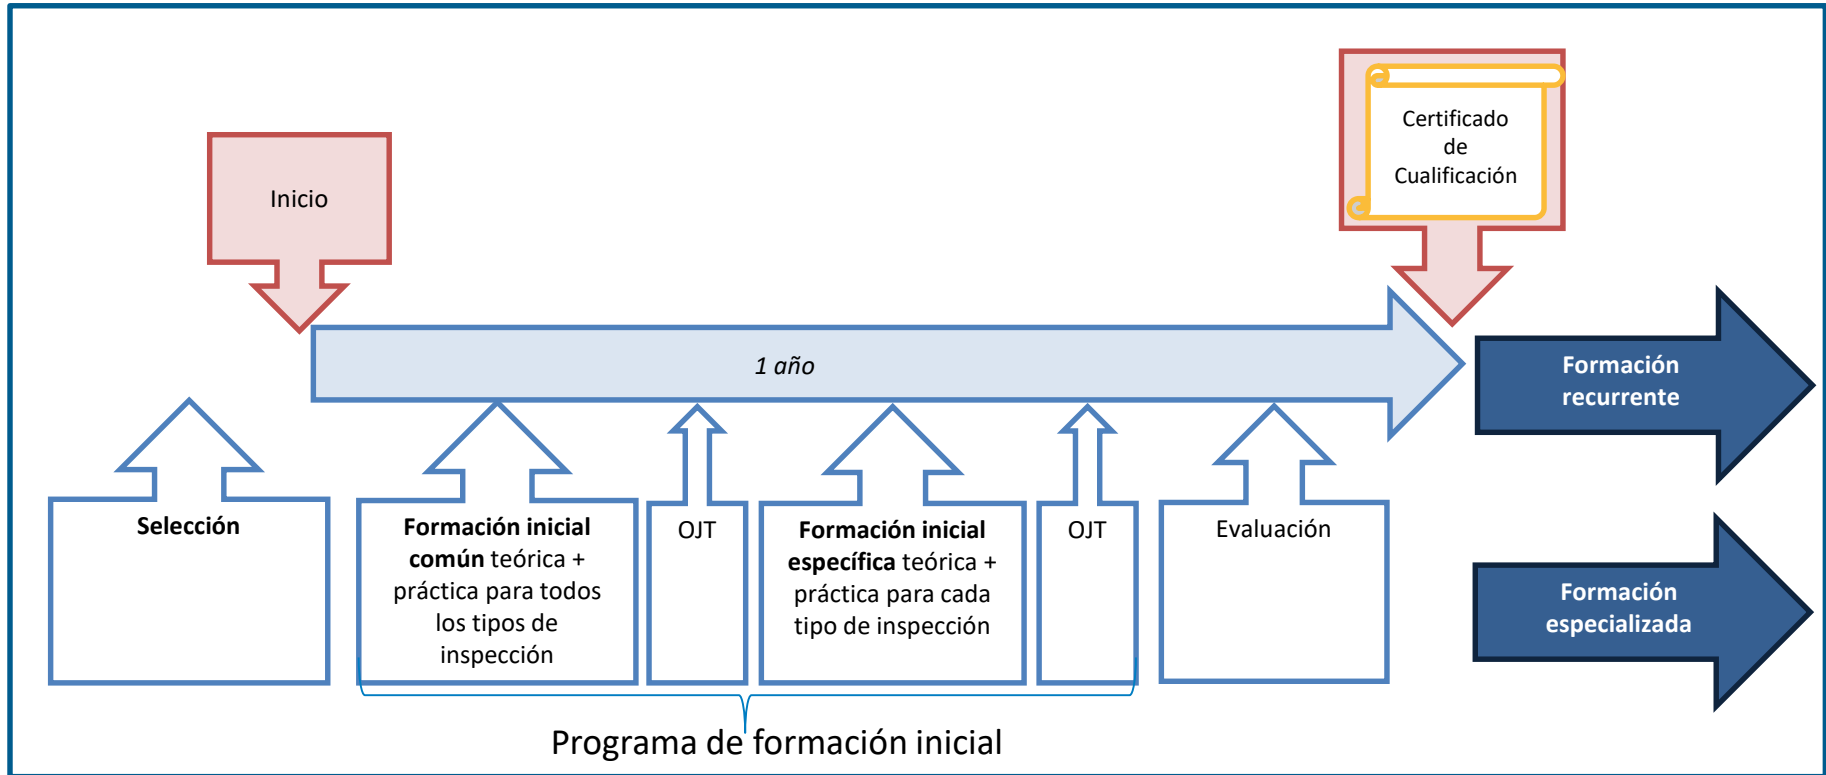 Inicio
Certificado
de
Cualificación
1 año
Formación
recurrente
Selección
Formación inicial
común teórica +
práctica para todos
los tipos de
inspección
OJT
Formación inicial
específica teórica +
práctica para cada
tipo de inspección
OJT
Evaluación
Formación
especializada
Programa de formación inicial